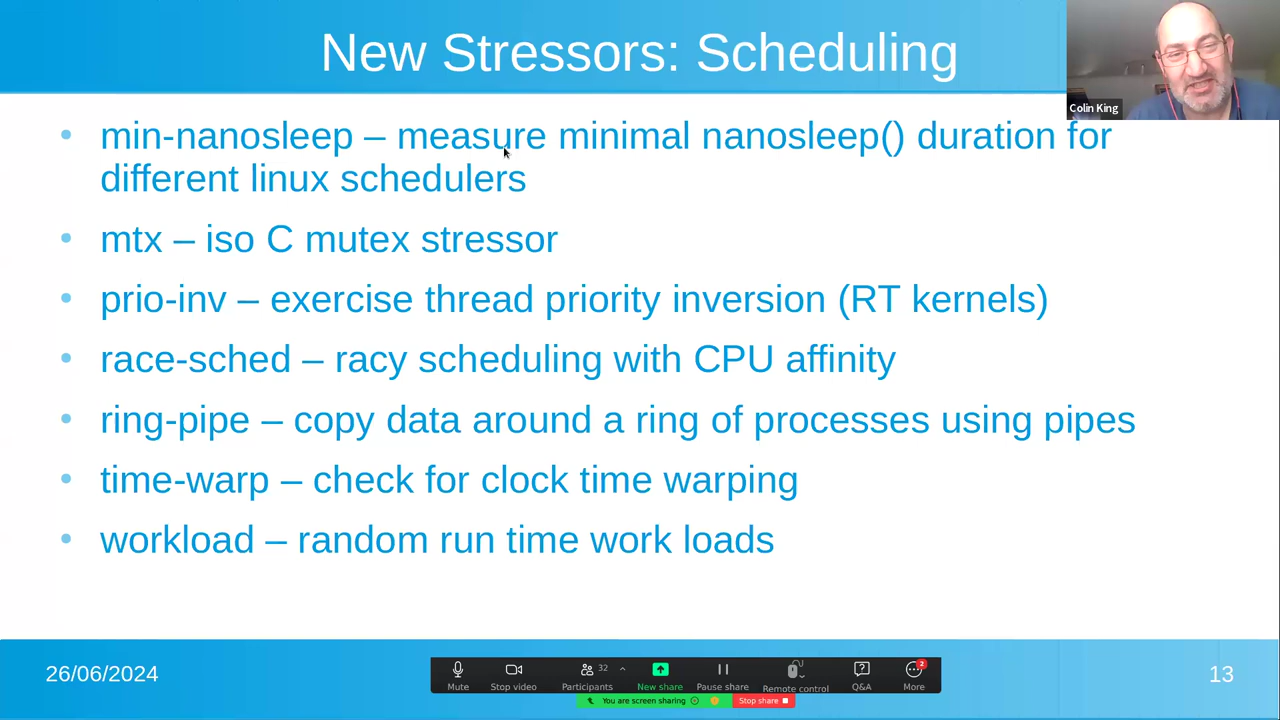 New Stressors: Scheduling
Colin King
• min-nanosleep – measure minimal nanosleep() duration for
different linux schedulers
• mtx – iso C mutex stressor
• prio-inv – exercise thread priority inversion (RT kernels)
• race-sched – racy scheduling with CPU affinity
• ring-pipe – copy data around a ring of processes using pipes
• time-warp – check for clock time warping
• workload – random run time work loads
26/06/2024
32
2
Mute Stop video Participants New share Pause share Remote control Q&A More
You are screen sharing Stop share
13